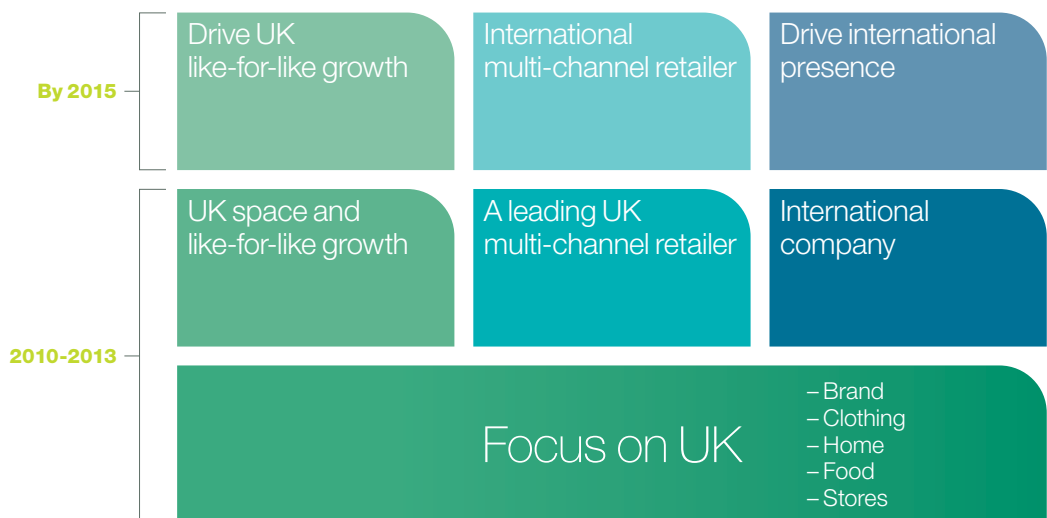 By 2015
Drive UK
like-for-like growth
International
multi-channel retailer
Drive international
presence
2010-2013
UK space and
like-for-like growth
A leading UK
multi-channel retailer
International
company
Focus on UK
– Brand
– Clothing
– Home
– Food
– Stores